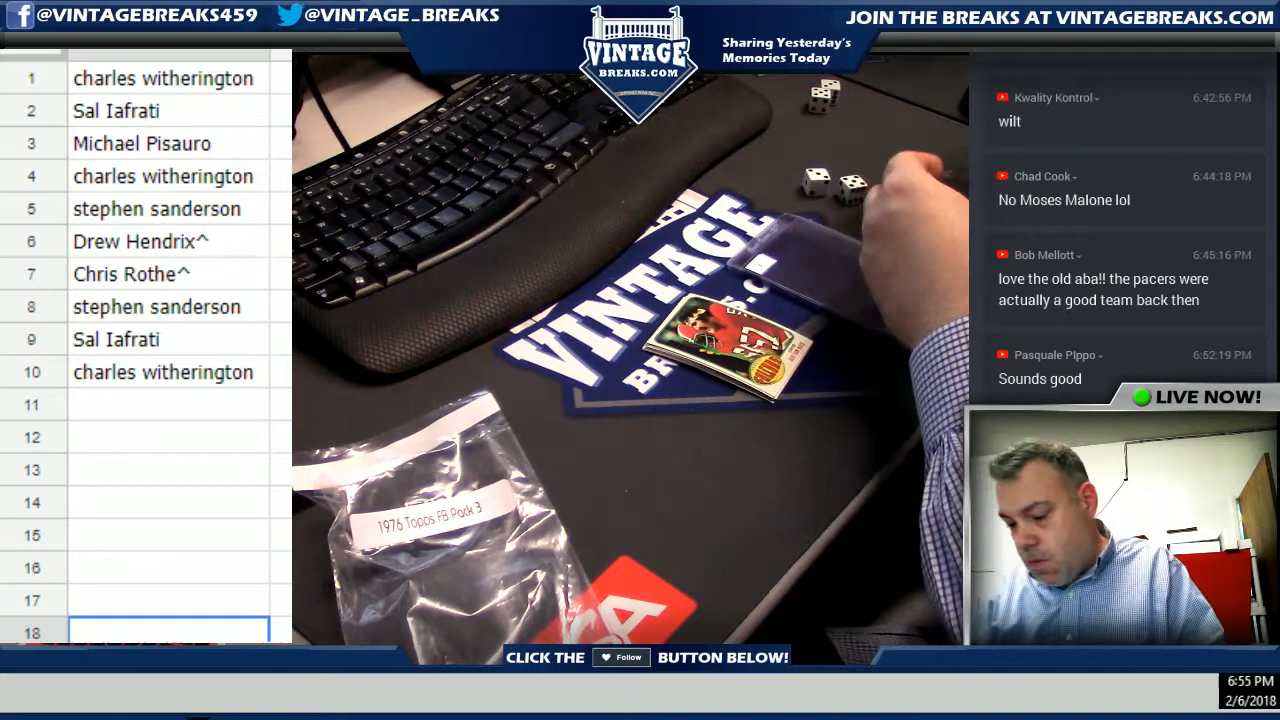 @VINTAGEBREAKS459
@VINTAGE_BREAKS
VINTAGE
BREAKS.COM
Sharing Yesterday's
Memories Today
JOIN THE BREAKS AT VINTAGEBREAKS.COM
1 charles witherington
2 Sal Iafrati
3 Michael Pisauro
4 charles witherington
5 stephen sanderson
6 Drew Hendrix^
7 Chris Rothe^
8 stephen sanderson
9 Sal Iafrati
10 charles witherington
11
12
13
14
15
16
17
18
VINTAGE
VINTAGE
1976 Topps FB Pack 3
Kwality Kontrol 6:42:56 PM
wilt
Chad Cook 6:44:18 PM
No Moses Malone lol
Bob Mellott 6:45:16 PM
love the old aba!! the pacers were
actually a good team back then
Pasquale PIppo 6:52:19 PM
Sounds good
LIVE NOW!
CLICK THE Follow BUTTON BELOW!
6:55 PM
2/6/2018